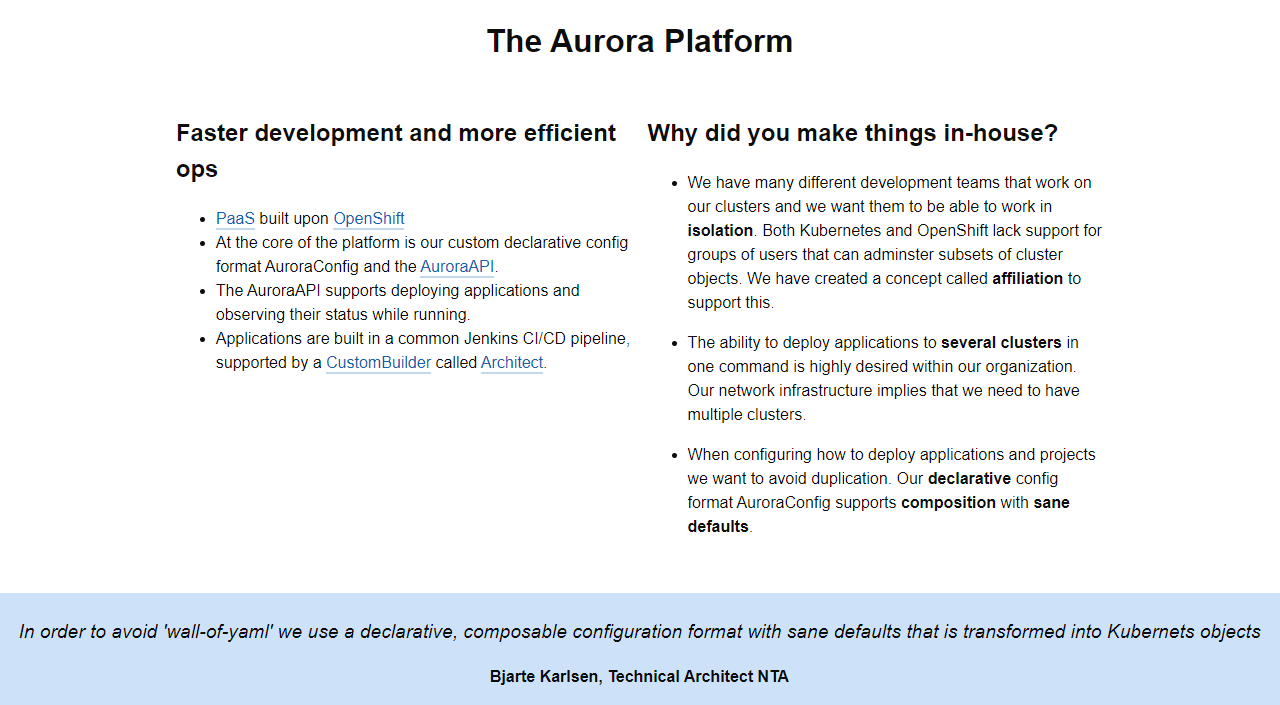 The Aurora Platform
Faster development and more efficient
ops
• PaaS built upon OpenShift
• At the core of the platform is our custom declarative config
format AuroraConfig and the AuroraAPI.
• The AuroraAPI supports deploying applications and
observing their status while running.
• Applications are built in a common Jenkins CI/CD pipeline,
supported by a CustomBuilder called Architect.
Why did you make things in-house?
• We have many different development teams that work on
our clusters and we want them to be able to work in
isolation. Both Kubernetes and OpenShift lack support for
groups of users that can adminster subsets of cluster
objects. We have created a concept called affiliation to
support this.
• The ability to deploy applications to several clusters in
one command is highly desired within our organization.
Our network infrastructure implies that we need to have
multiple clusters.
• When configuring how to deploy applications and projects
we want to avoid duplication. Our declarative config
format AuroraConfig supports composition with sane
defaults.
In order to avoid 'wall-of-yaml' we use a declarative, composable configuration format with sane defaults that is transformed into Kubernets objects
Bjarte Karlsen, Technical Architect NTA